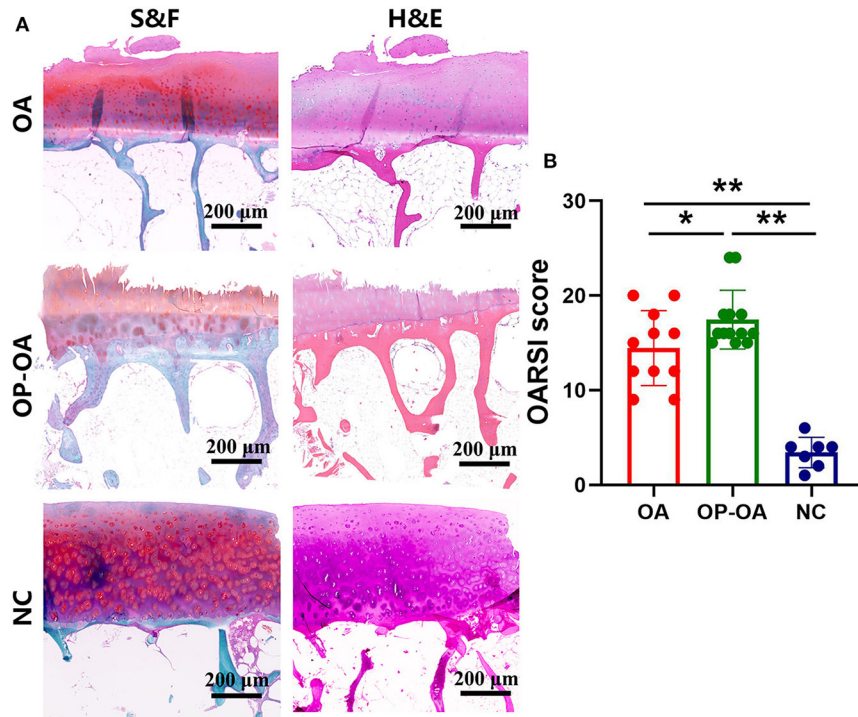 A
S&F
H&E
OA
200 µm
200 µm
OP-OA
200 µm
200 µm
NC
200 µm
200 µm
B
**
*
**
30
20
10
0
OARSI score
OA
OP-OA
NC